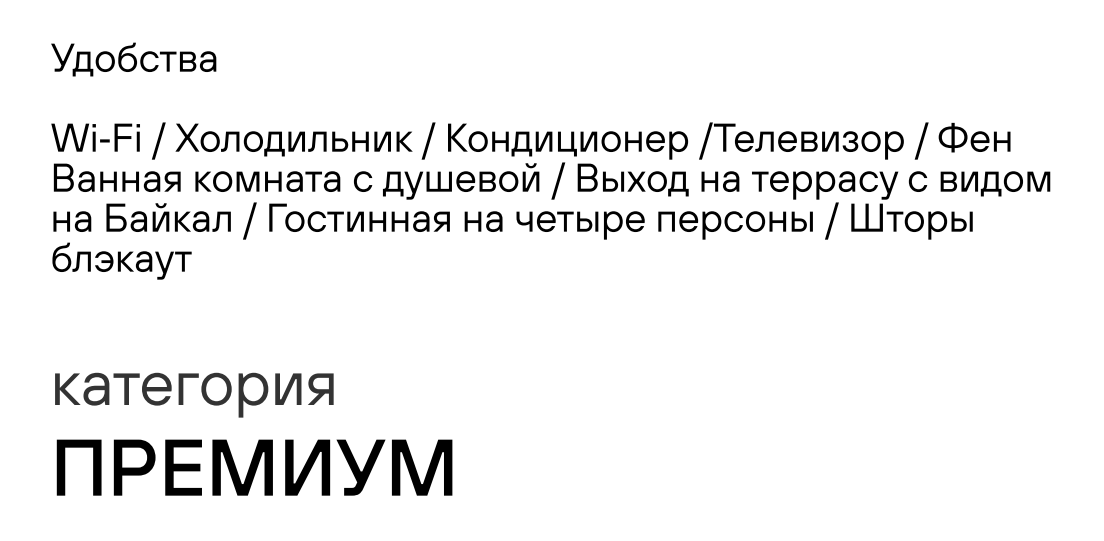 Удобства
Wi-Fi / Холодильник / Кондиционер /Телевизор / Фен
Ванная комната с душевой / Выход на террасу с видом
на Байкал / Гостинная на четыре персоны / Шторы
блэкаут
категория
ПРЕМИУМ